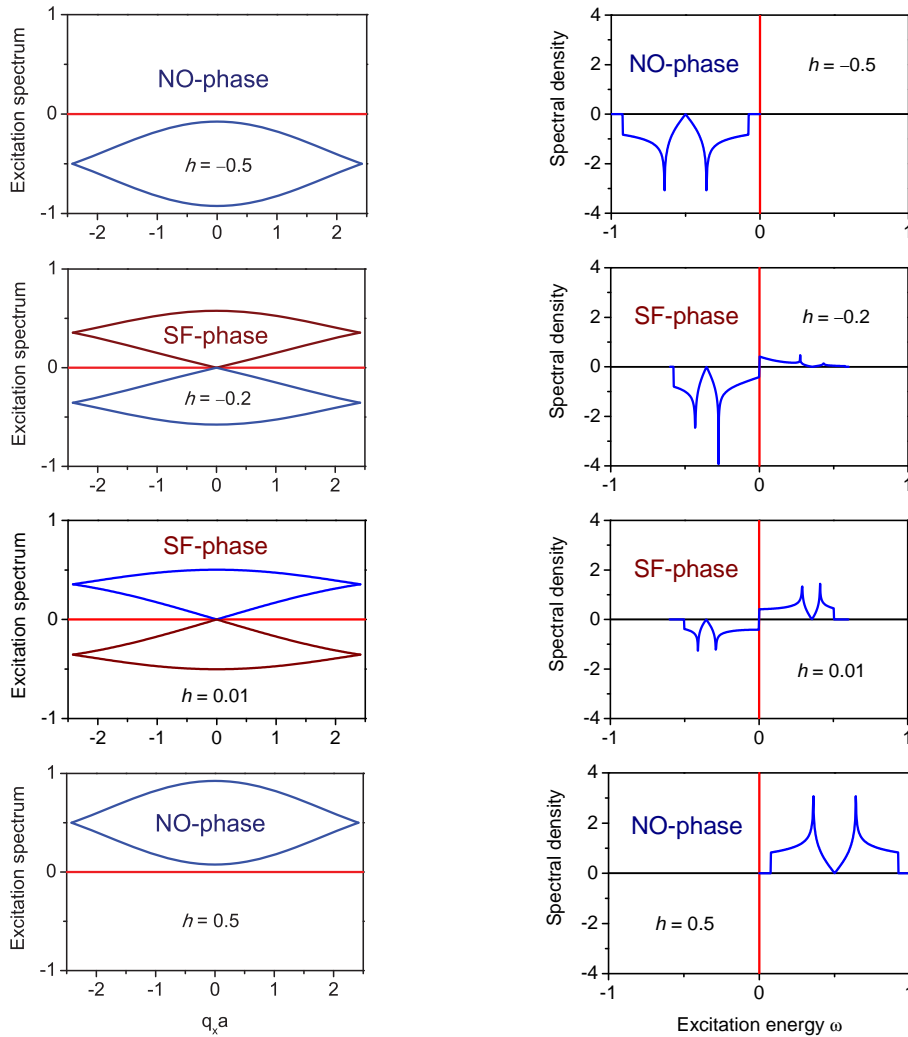 Excitation spectrum
1
0
-1
NO-phase
h = −0.5
-2 -1 0 1 2
Spectral density
4
2
0
-2
-4
NO-phase
h = −0.5
-1 0 1
Excitation spectrum
1
0
-1
SF-phase
h = −0.2
-2 -1 0 1 2
Spectral density
4
2
0
-2
-4
SF-phase
h = −0.2
-1 0 1
Excitation spectrum
1
0
-1
SF-phase
h = 0.01
-2 -1 0 1 2
Spectral density
4
2
0
-2
-4
SF-phase
h = 0.01
-1 0 1
Excitation spectrum
1
0
-1
NO-phase
h = 0.5
-2 -1 0 1 2
qₓa
Spectral density
4
2
0
-2
-4
NO-phase
h = 0.5
-1 0 1
Excitation energy ω